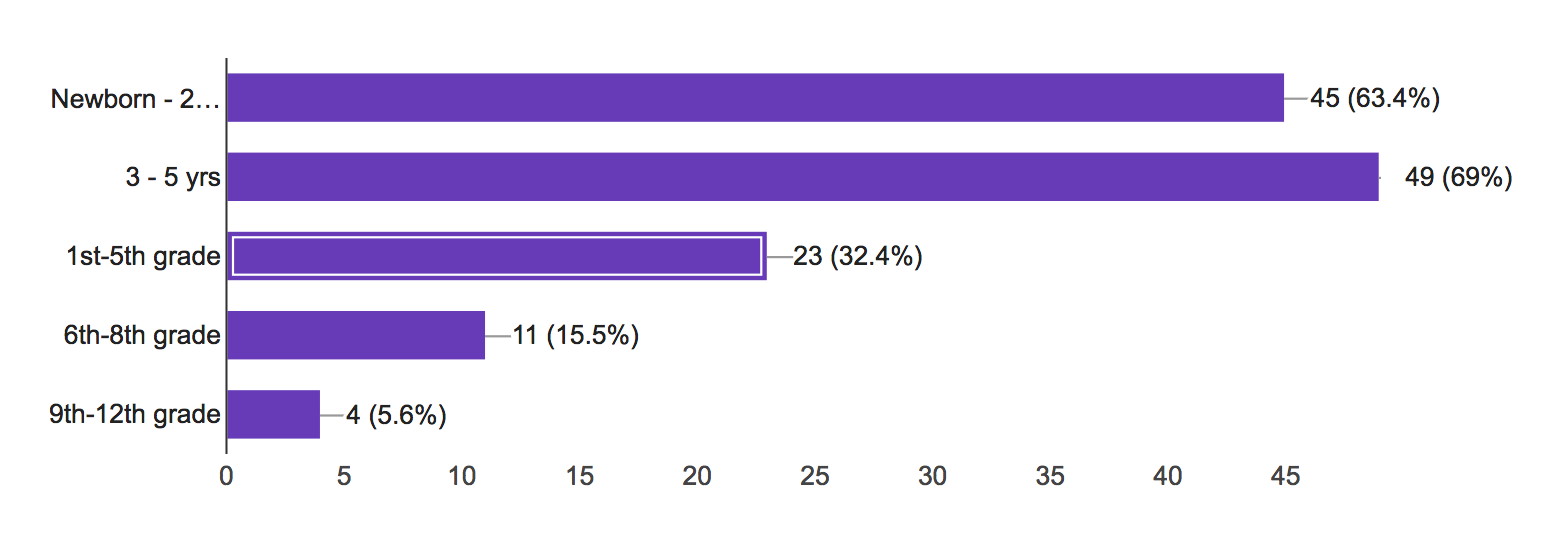 Newborn - 2… 45 (63.4%)
3 - 5 yrs 49 (69%)
1st-5th grade 23 (32.4%)
6th-8th grade 11 (15.5%)
9th-12th grade 4 (5.6%)
0 5 10 15 20 25 30 35 40 45